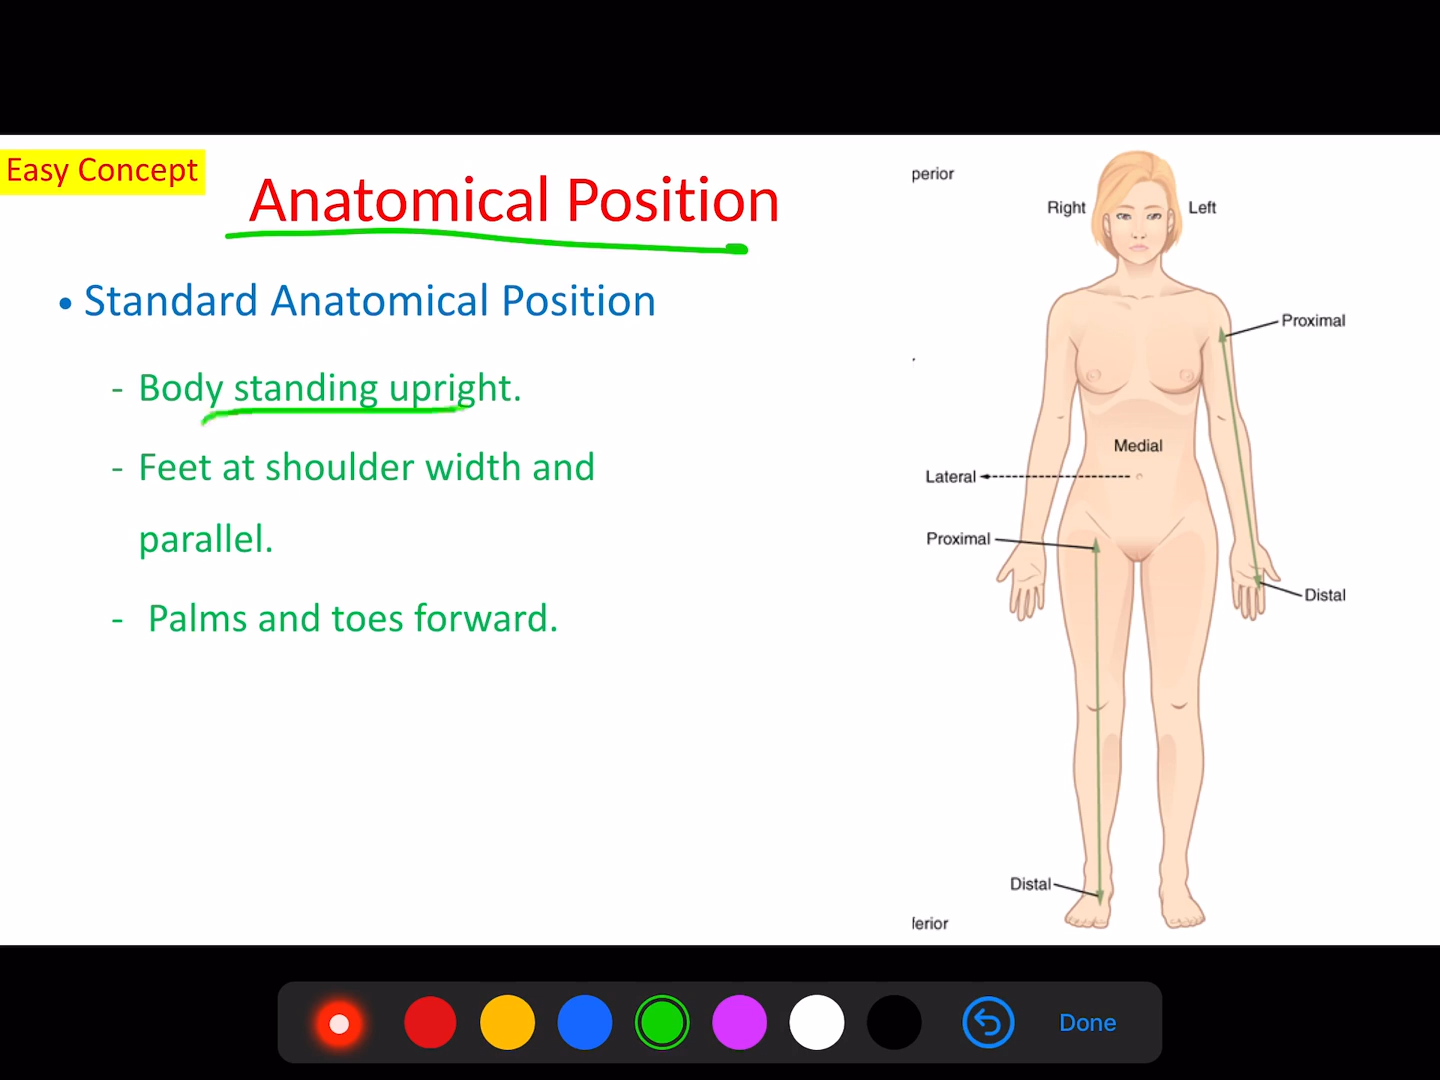 Easy Concept
Anatomical Position
• Standard Anatomical Position
- Body standing upright.
- Feet at shoulder width and
parallel.
- Palms and toes forward.
perior
Right
Left
Proximal
Medial
Lateral
Proximal
Distal
Distal
ferior
Done